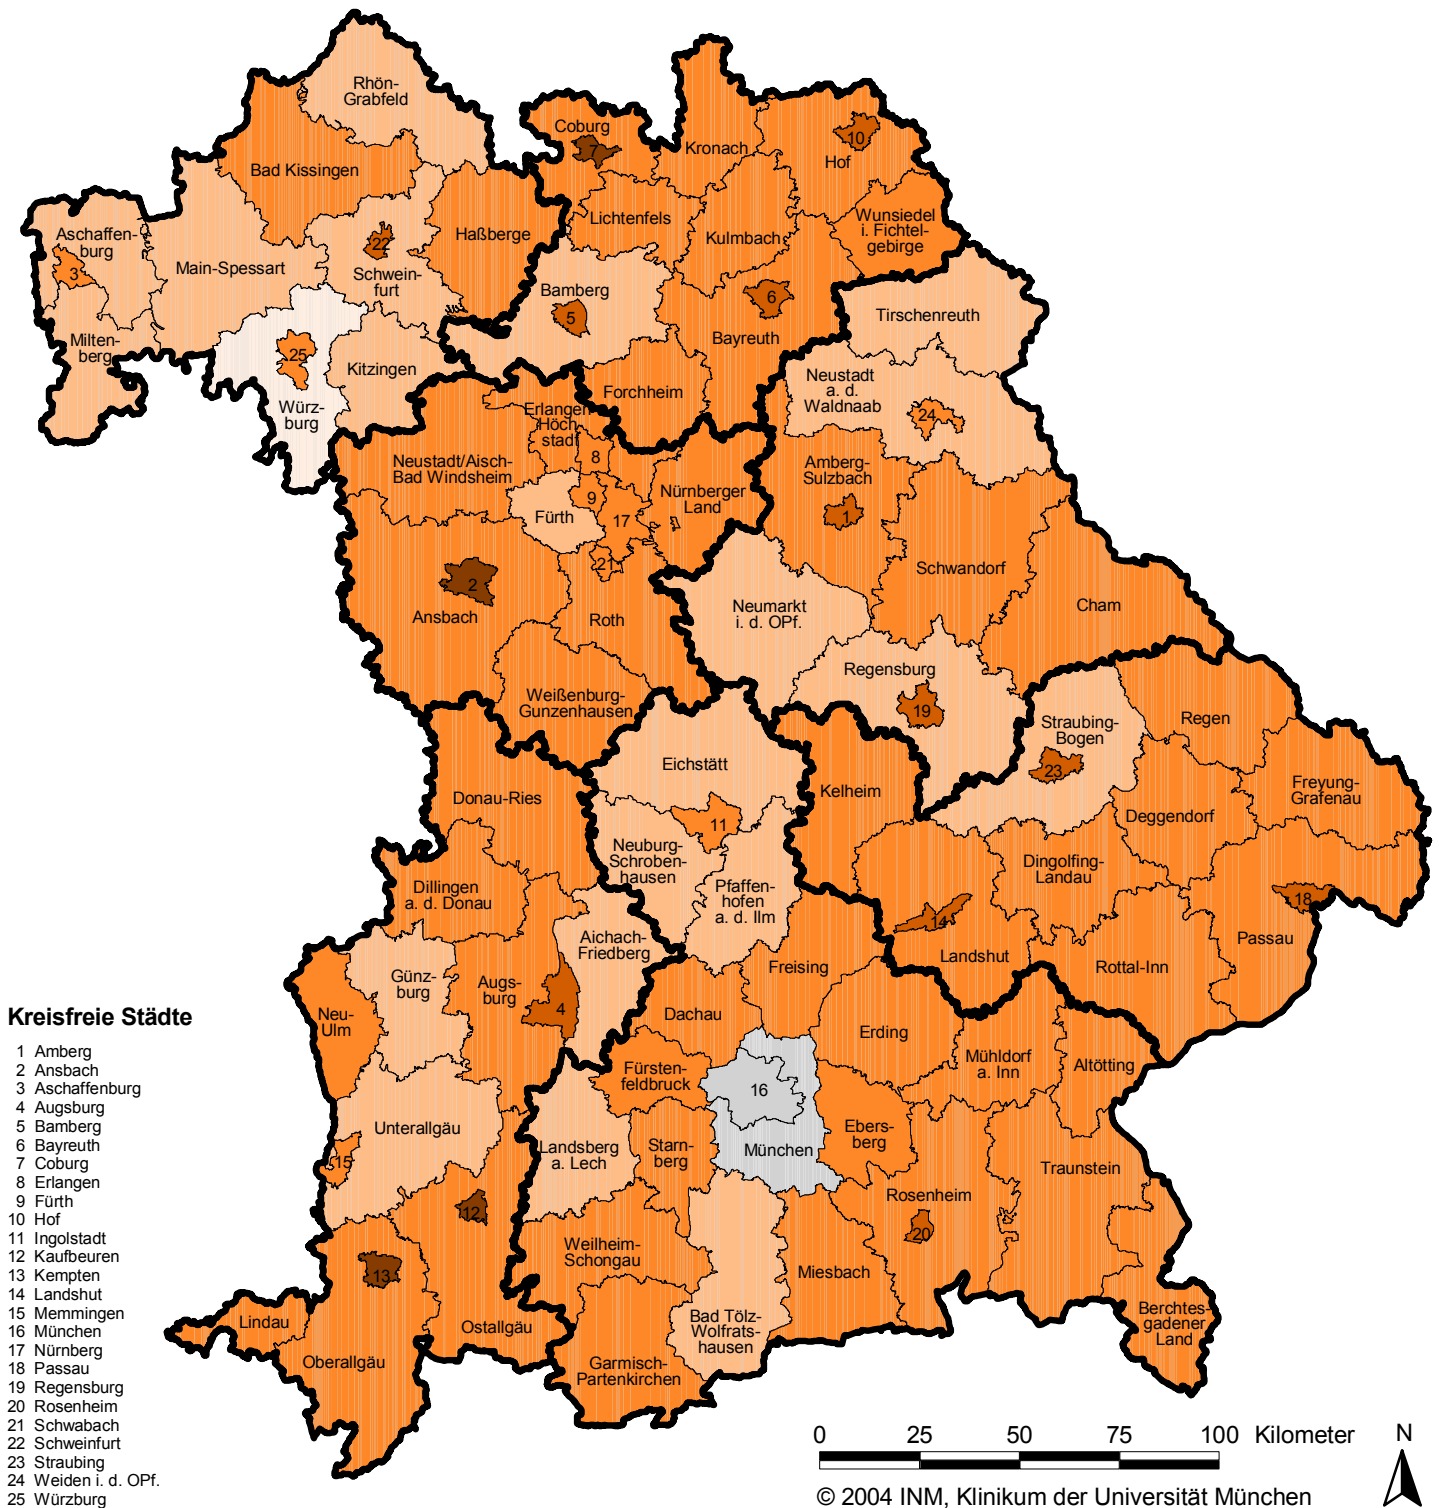 Rhön-
Grabfeld
Coburg
7
Kronach
10
Hof
Bad Kissingen
Lichtenfels
Wunsiedel
i. Fichtel-
gebirge
Kulmbach
Haßberge
Aschaffen-
burg
3
22
Main-Spessart
Schwein-
furt
Bamberg
5
6
Bayreuth
Tirschenreuth
Milten-
berg
25
Kitzingen
Würz-
burg
Forchheim
Neustadt
a. d.
Waldnaab
24
Erlangen
Höch
stadt
8
Neustadt/Aisch-
Bad Windsheim
Amberg-
Sulzbach
1
Nürnberger
Land
9
Fürth
17
21
2
Ansbach
Roth
Schwandorf
Cham
Neumarkt
i. d. OPf.
Regensburg
19
Weißenburg-
Gunzenhausen
Straubing-
Bogen
23
Regen
Eichstätt
Freyung-
Grafenau
Donau-Ries
Kelheim
Deggendorf
11
Neuburg-
Schroben-
hausen
Dingolfing-
Landau
Dillingen
a. d. Donau
Pfaffen-
hofen
a. d. Ilm
18
Passau
14
Landshut
Aichach-
Friedberg
Freising
Rottal-Inn
Günz-
burg
Augs-
burg
4
Neu-
Ulm
Dachau
Erding
Mühldorf
a. Inn
Altötting
Fürsten-
feldbruck
16
München
Ebers-
berg
Unterallgäu
15
Landsberg
a. Lech
Starn-
berg
Traunstein
Rosenheim
20
12
Weilheim-
Schongau
Miesbach
13
Lindau
Ostallgäu
Oberallgäu
Bad Tölz-
Wolfrats-
hausen
Garmisch-
Partenkirchen
Berchtes-
gadener
Land
Kreisfreie Städte
1 Amberg
2 Ansbach
3 Aschaffenburg
4 Augsburg
5 Bamberg
6 Bayreuth
7 Coburg
8 Erlangen
9 Fürth
10 Hof
11 Ingolstadt
12 Kaufbeuren
13 Kempten
14 Landshut
15 Memmingen
16 München
17 Nürnberg
18 Passau
19 Regensburg
20 Rosenheim
21 Schwabach
22 Schweinfurt
23 Straubing
24 Weiden i. d. OPf.
25 Würzburg
0 25 50 75 100 Kilometer
N
© 2004 INM, Klinikum der Universität München